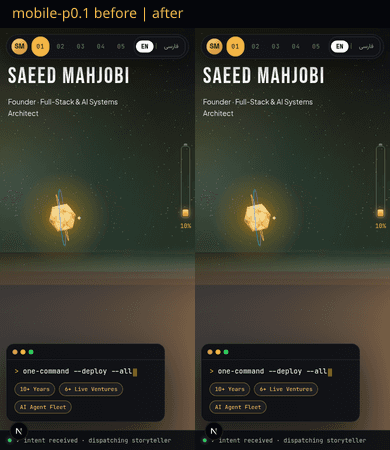 mobile-p0.1 before | after
SM 01 02 03 04 05 EN فارسی
SAEED MAHJOBI
Founder · Full-Stack & AI Systems
Architect
10%
> one-command --deploy --all
10+ Years 6+ Live Ventures
AI Agent Fleet
N
intent received · dispatching storyteller
SM 01 02 03 04 05 EN فارسی
SAEED MAHJOBI
Founder · Full-Stack & AI Systems
Architect
10%
> one-command --deploy --all
10+ Years 6+ Live Ventures
AI Agent Fleet
N
intent received · dispatching storyteller